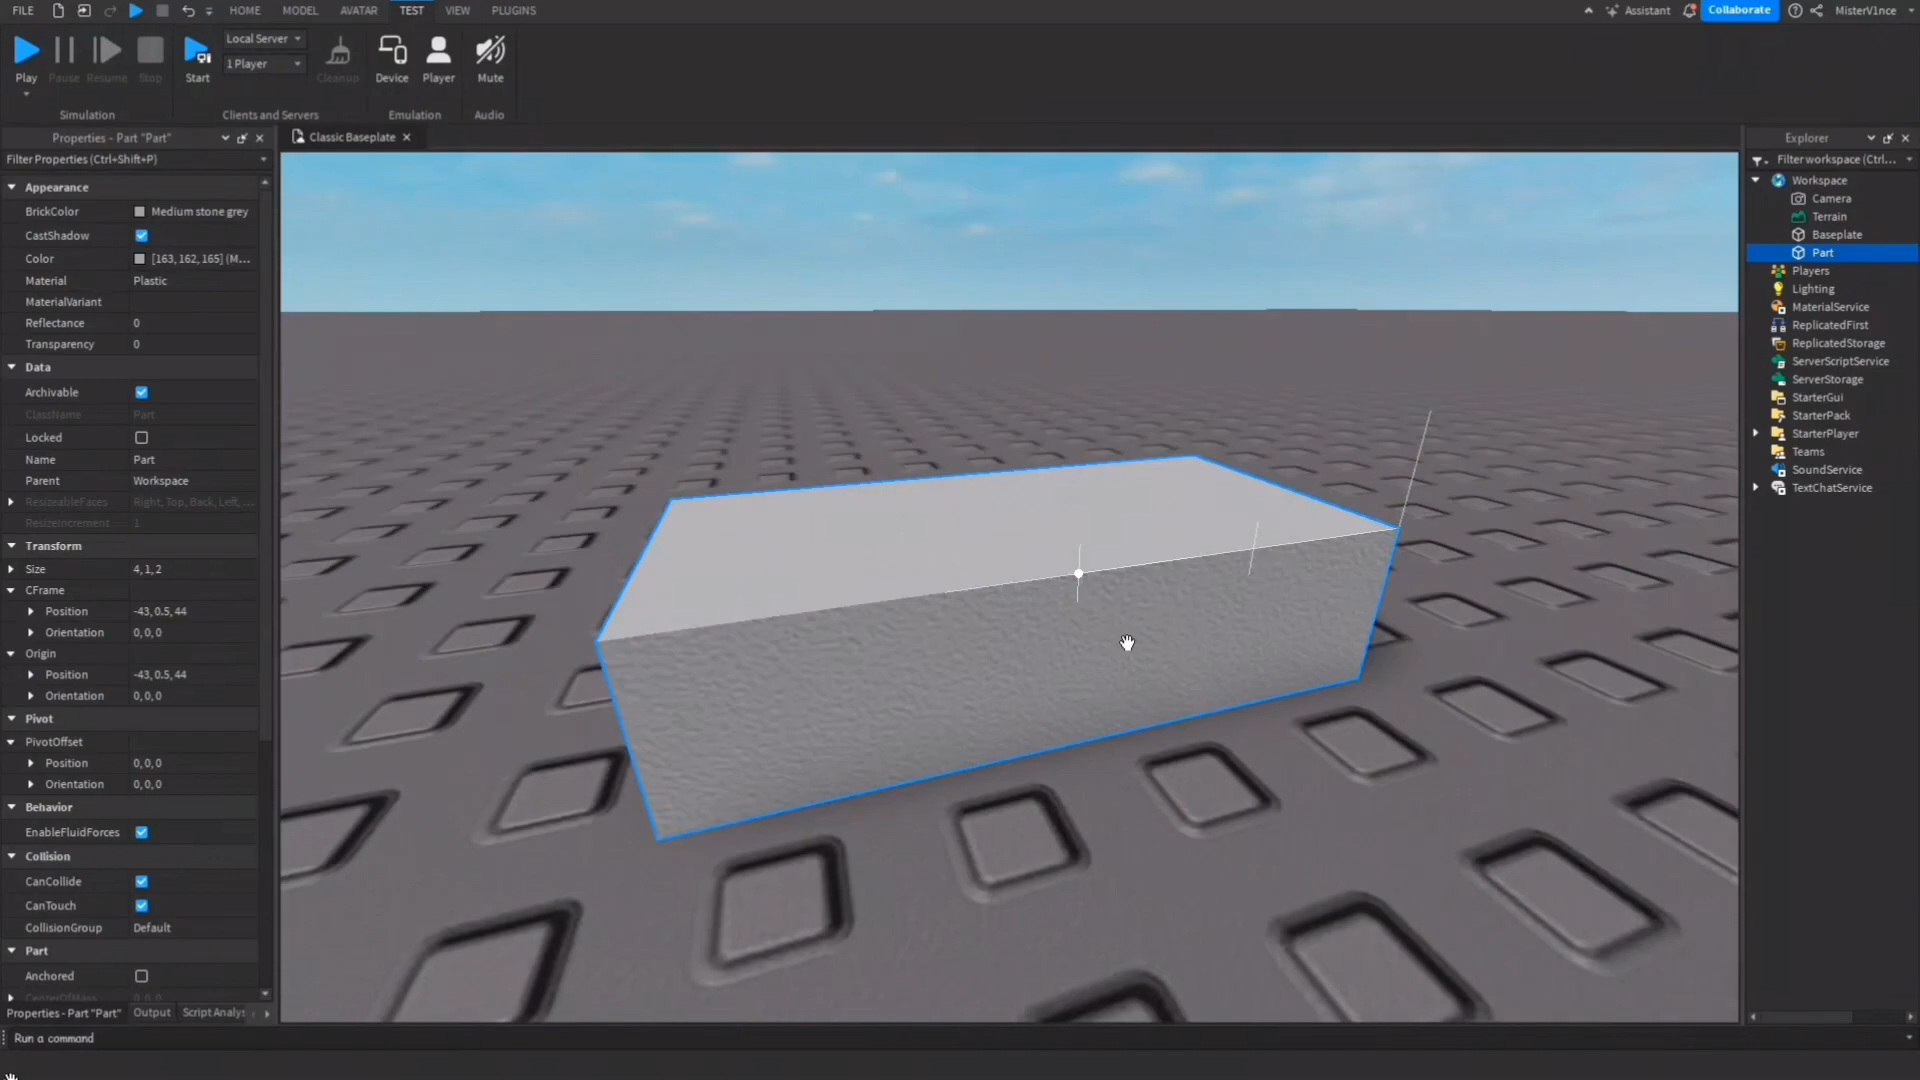 FILE HOME MODEL AVATAR TEST VIEW PLUGINS Assistant Collaborate MisterV1nce
Local Server
1 Player
Play Pause Resume Stop Start Cleanup Device Player Mute
Simulation Clients and Servers Emulation Audio
Properties - Part "Part" Classic Baseplate Explorer
Filter Properties (Ctrl+Shift+P) Filter workspace (Ctrl...
Appearance
BrickColor Medium stone grey
CastShadow
Color [163, 162, 165] (M...
Material Plastic
MaterialVariant
Reflectance 0
Transparency 0
Data
Archivable
ClassName Part
Locked
Name Part
Parent Workspace
ResizeableFaces Right, Top, Back, Left, ...
ResizeIncrement 1
Transform
Size 4, 1, 2
CFrame
Position -43, 0.5, 44
Orientation 0, 0, 0
Origin
Position -43, 0.5, 44
Orientation 0, 0, 0
Pivot
PivotOffset
Position 0, 0, 0
Orientation 0, 0, 0
Behavior
EnableFluidForces
Collision
CanCollide
CanTouch
CollisionGroup Default
Part
Anchored
CenterOfMass 0, 0, 0
Properties - Part "Part" Output Script Analys
Run a command
Workspace
Camera
Terrain
Baseplate
Part
Players
Lighting
MaterialService
ReplicatedFirst
ReplicatedStorage
ServerScriptService
ServerStorage
StarterGui
StarterPack
StarterPlayer
Teams
SoundService
TextChatService